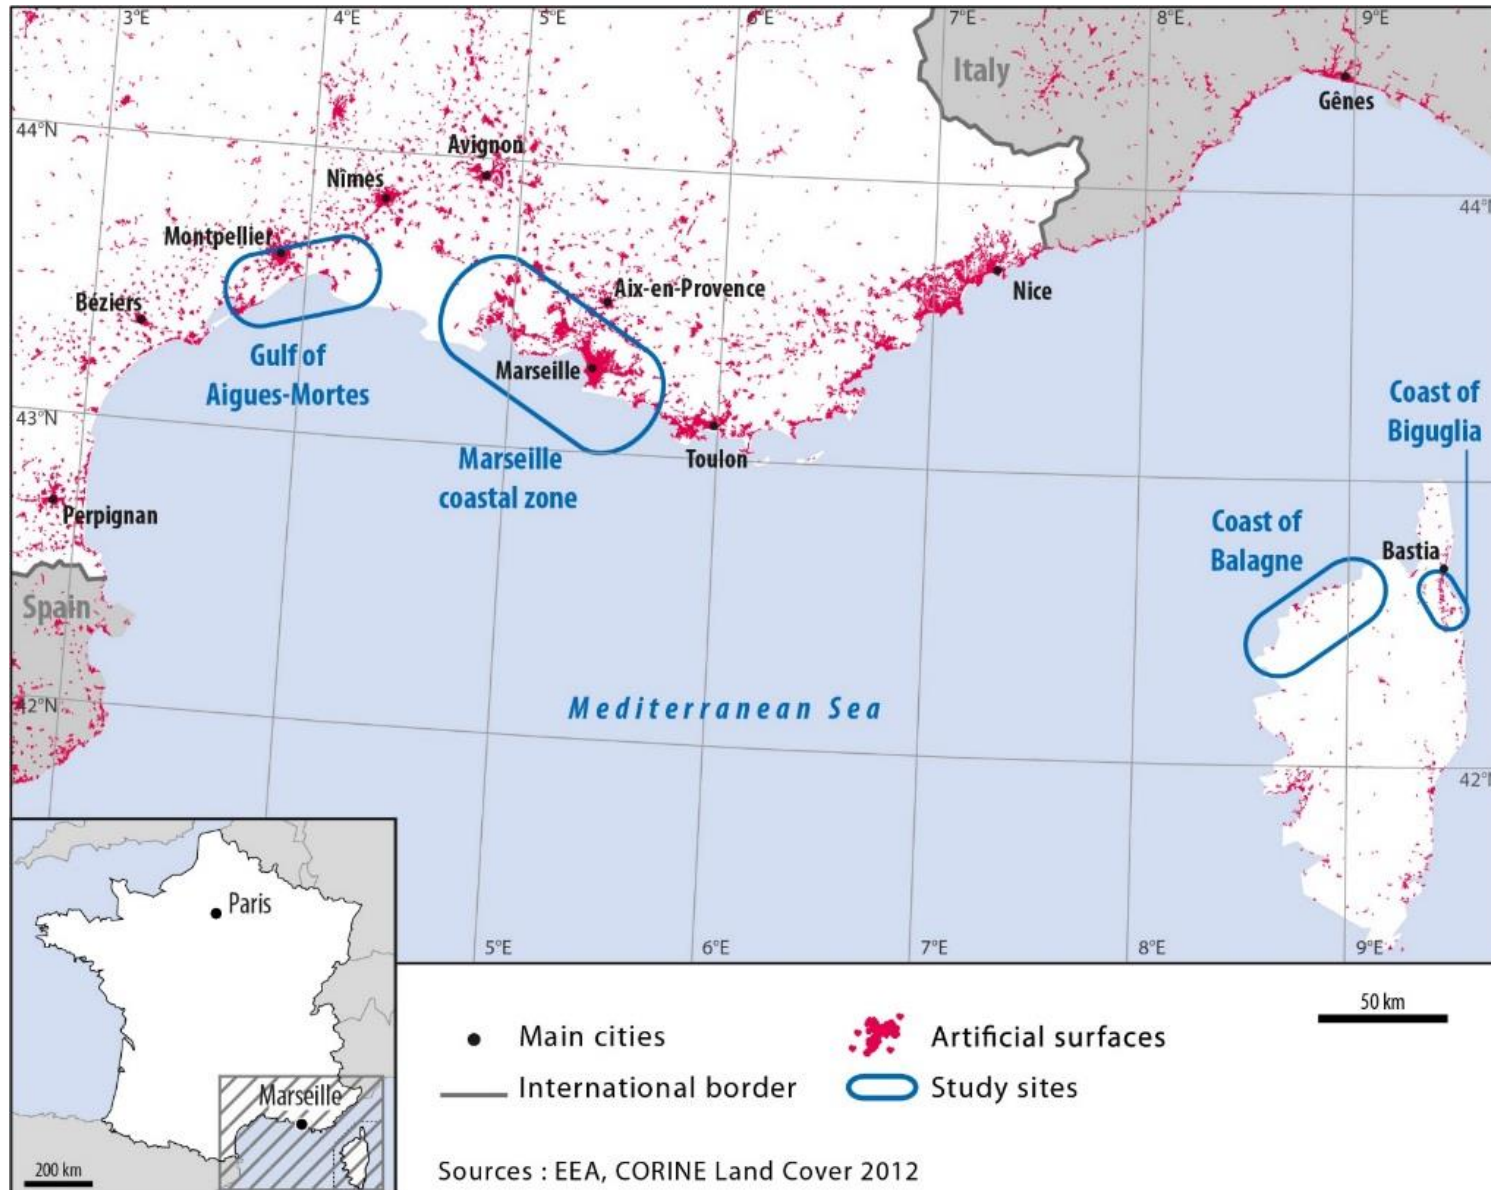 3°E
4°E
5°E
6°E
7°E
8°E
9°E
Italy
Gênes
44°N
Avignon
Nîmes
44°N
Montpellier
Béziers
Aix-en-Provence
Nice
Gulf of
Aigues-Mortes
Marseille
Coast of
Biguglia
43°N
Marseille
coastal zone
Toulon
Perpignan
Coast of
Balagne
Bastia
Spain
42°N
Mediterranean Sea
42°N
5°E
6°E
7°E
8°E
9°E
Paris
Marseille
200 km
Main cities
Artificial surfaces
50 km
International border
Study sites
Sources : EEA, CORINE Land Cover 2012